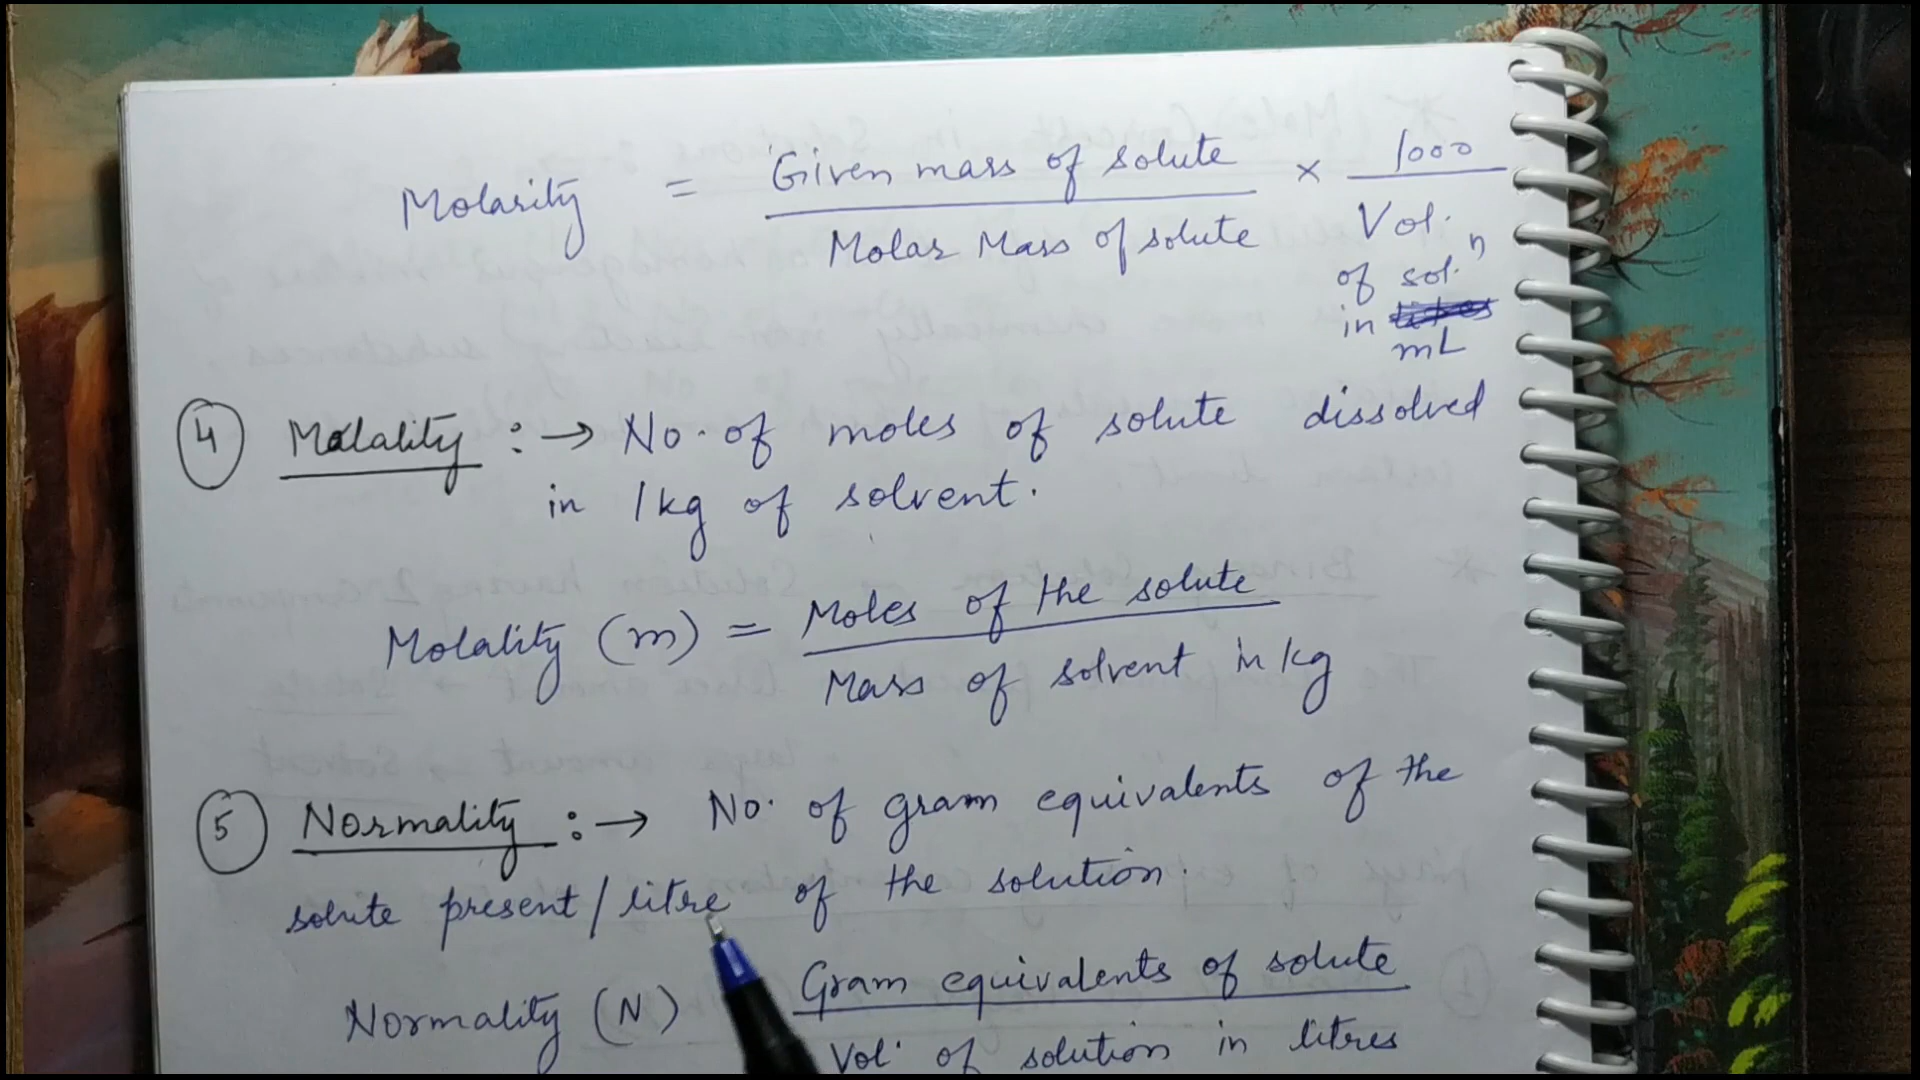 Molarity = Given mass of solute × 1000
Molar Mass of solute Vol.
of sol.n
in mL
4 Molality :→ No. of moles of solute dissolved
in 1kg of solvent.
Molality (m) = Moles of the solute
Mass of solvent in kg
5 Normality :→ No. of gram equivalents of the
solute present/litre of the solution.
Normality (N) Gram equivalents of solute
Vol. of solution in litres